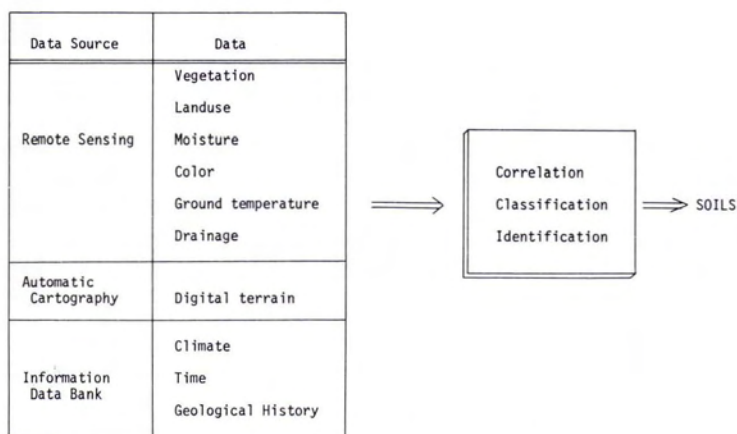 Data Source Data
Remote Sensing
Vegetation
Landuse
Moisture
Color
Ground temperature
Drainage
Automatic
Cartography
Digital terrain
Information
Data Bank
Climate
Time
Geological History
Correlation
Classification
Identification
SOILS